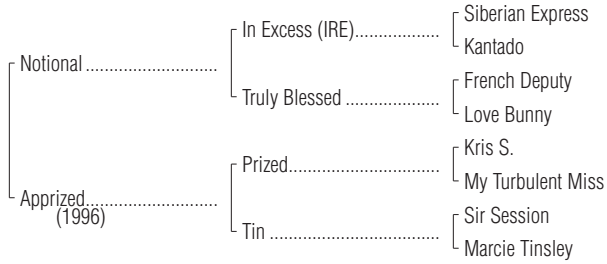 Siberian Express
In Excess (IRE)..................
Kantado
Notional ............................
French Deputy
Truly Blessed ....................
Love Bunny
Kris S.
Prized................................
My Turbulent Miss
Apprized............................
(1996)
Sir Session
Tin ....................................
Marcie Tinsley